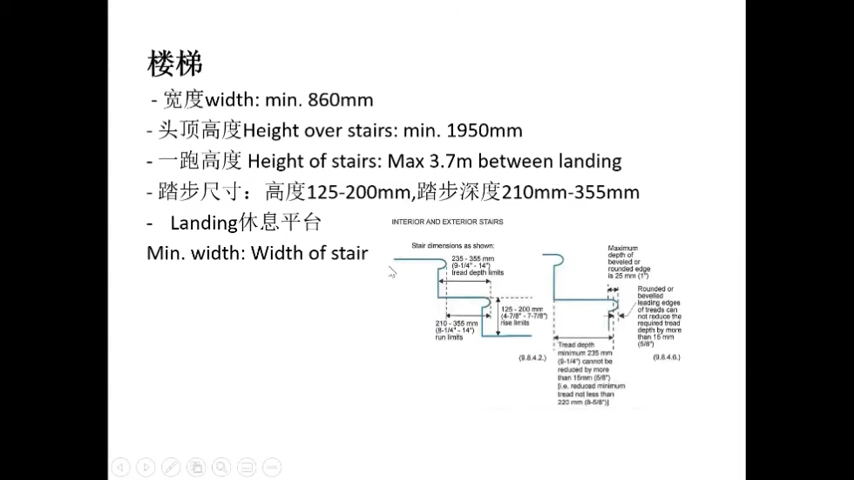 楼梯
- 宽度width: min. 860mm
- 头顶高度Height over stairs: min. 1950mm
- 一跑高度 Height of stairs: Max 3.7m between landing
- 踏步尺寸：高度125-200mm,踏步深度210mm-355mm
- Landing休息平台
Min. width: Width of stair
INTERIOR AND EXTERIOR STAIRS
Stair dimensions as shown:
235 - 355 mm
(9-1/4" - 14")
tread depth limits
125 - 200 mm
(4-7/8" - 7-7/8")
rise limits
210 - 355 mm
(8-1/4" - 14")
run limits
(9.8.4.2.)
Maximum
depth of
beveled or
rounded edge
is 25 mm (1")
Rounded or
bevelled
leading edges
of treads can
not reduce the
required tread
depth by more
than 15 mm
(5/8")
Tread depth
minimum 235 mm
(9-1/4") cannot be
reduced by more
than 15mm (5/8")
[i.e. reduced minimum
tread not less than
220 mm (8-5/8")]
(9.8.4.6.)